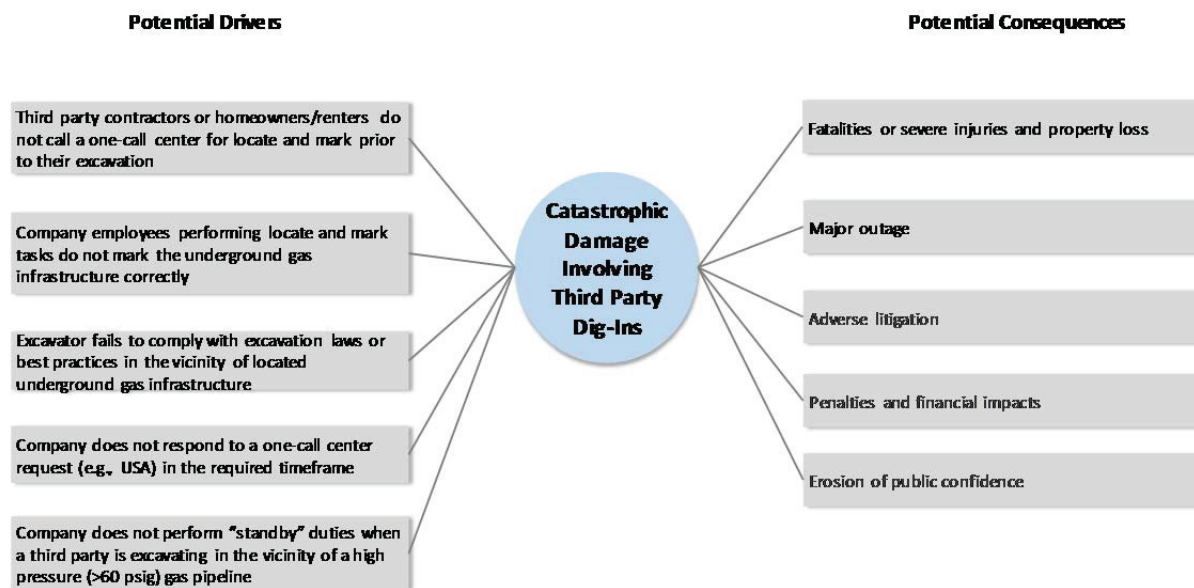 Potential Drivers
Potential Consequences
Third party contractors or homeowners/renters do
not call a one-call center for locate and mark prior
to their excavation
Company employees performing locate and mark
tasks do not mark the underground gas
infrastructure correctly
Excavator fails to comply with excavation laws or
best practices in the vicinity of located
underground gas infrastructure
Company does not respond to a one-call center
request (e.g., USA) in the required timeframe
Company does not perform "standby" duties when
a third party is excavating in the vicinity of a high
pressure (>60 psig) gas pipeline
Catastrophic
Damage
Involving
Third Party
Dig-Ins
Fatalities or severe injuries and property loss
Major outage
Adverse litigation
Penalties and financial impacts
Erosion of public confidence